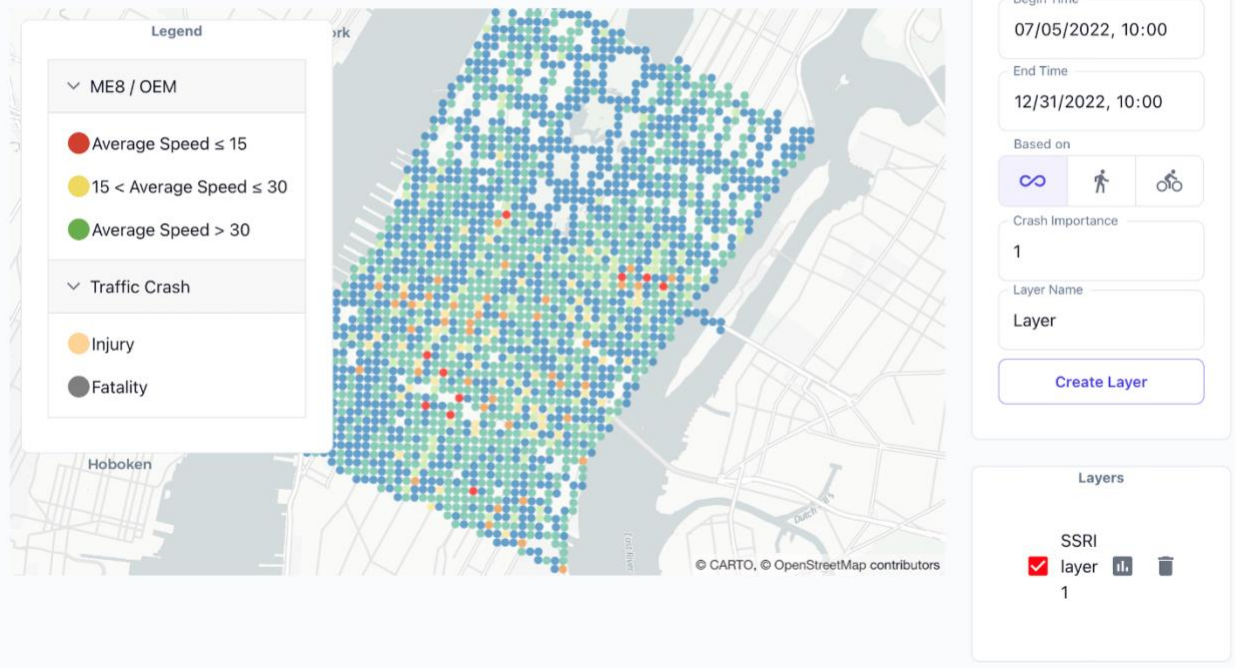 Legend
ork
ME8 / OEM
Average Speed ≤ 15
15 < Average Speed ≤ 30
Average Speed > 30
Traffic Crash
Injury
Fatality
Hoboken
East River
© CARTO, © OpenStreetMap contributors
Begin Time
07/05/2022, 10:00
End Time
12/31/2022, 10:00
Based on
Crash Importance
1
Layer Name
Layer
Create Layer
Layers
SSRI
layer
1